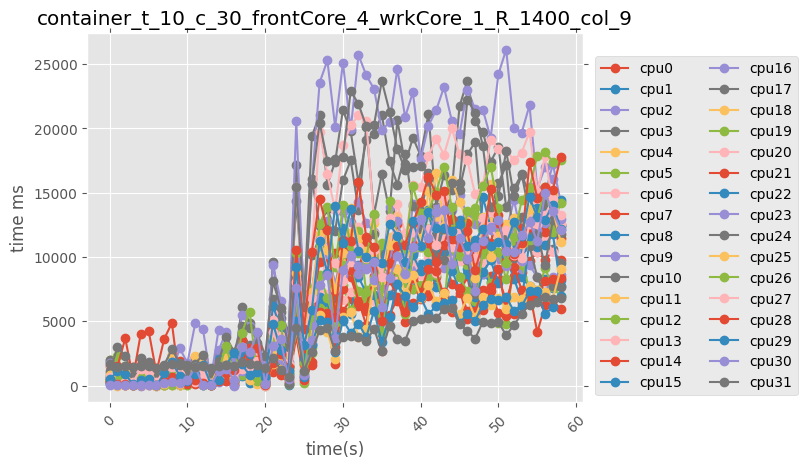 container_t_10_c_30_frontCore_4_wrkCore_1_R_1400_col_9
time ms
25000
20000
15000
10000
5000
0
0
10
20
30
40
50
60
time(s)
cpu0
cpu1
cpu2
cpu3
cpu4
cpu5
cpu6
cpu7
cpu8
cpu9
cpu10
cpu11
cpu12
cpu13
cpu14
cpu15
cpu16
cpu17
cpu18
cpu19
cpu20
cpu21
cpu22
cpu23
cpu24
cpu25
cpu26
cpu27
cpu28
cpu29
cpu30
cpu31